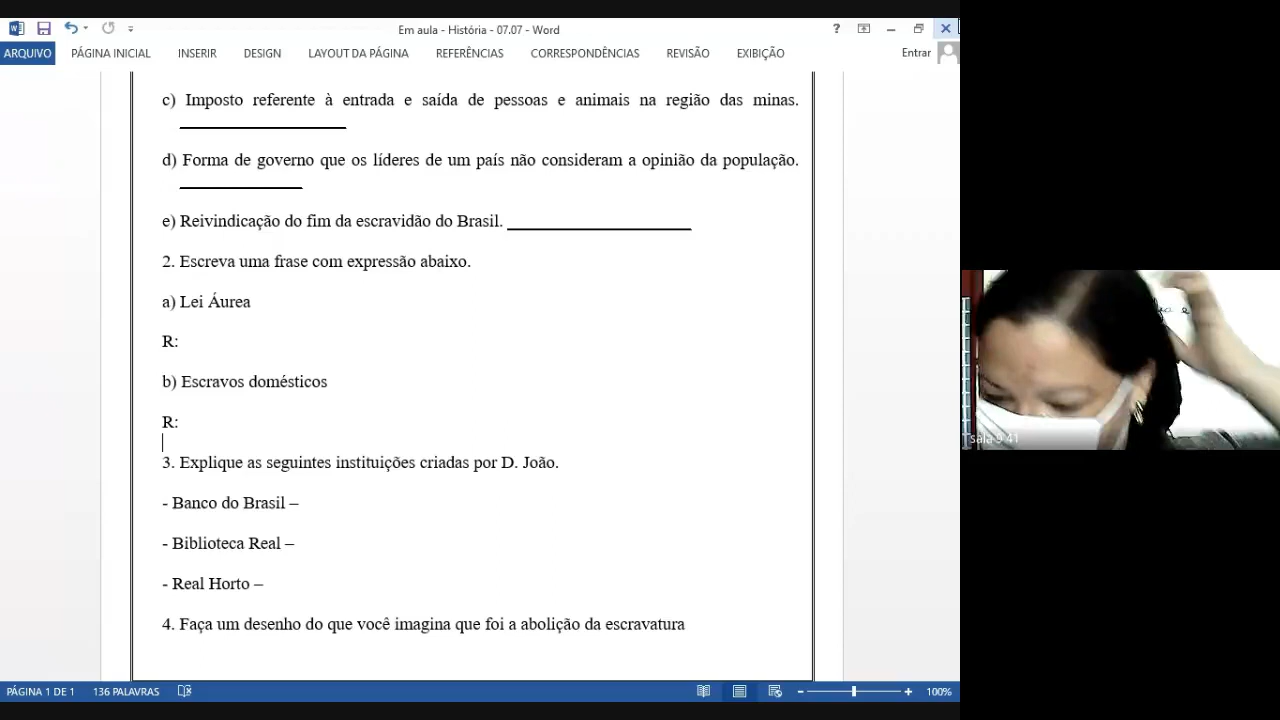 Em aula - História - 07.07 - Word
?
ARQUIVO PÁGINA INICIAL INSERIR DESIGN LAYOUT DA PÁGINA REFERÊNCIAS CORRESPONDÊNCIAS REVISÃO EXIBIÇÃO Entrar
c) Imposto referente à entrada e saída de pessoas e animais na região das minas.
d) Forma de governo que os líderes de um país não consideram a opinião da população.
e) Reivindicação do fim da escravidão do Brasil.
2. Escreva uma frase com expressão abaixo.
a) Lei Áurea
R:
b) Escravos domésticos
R:
3. Explique as seguintes instituições criadas por D. João.
- Banco do Brasil –
- Biblioteca Real –
- Real Horto –
4. Faça um desenho do que você imagina que foi a abolição da escravatura
PÁGINA 1 DE 1 136 PALAVRAS 100%
sala 9 41